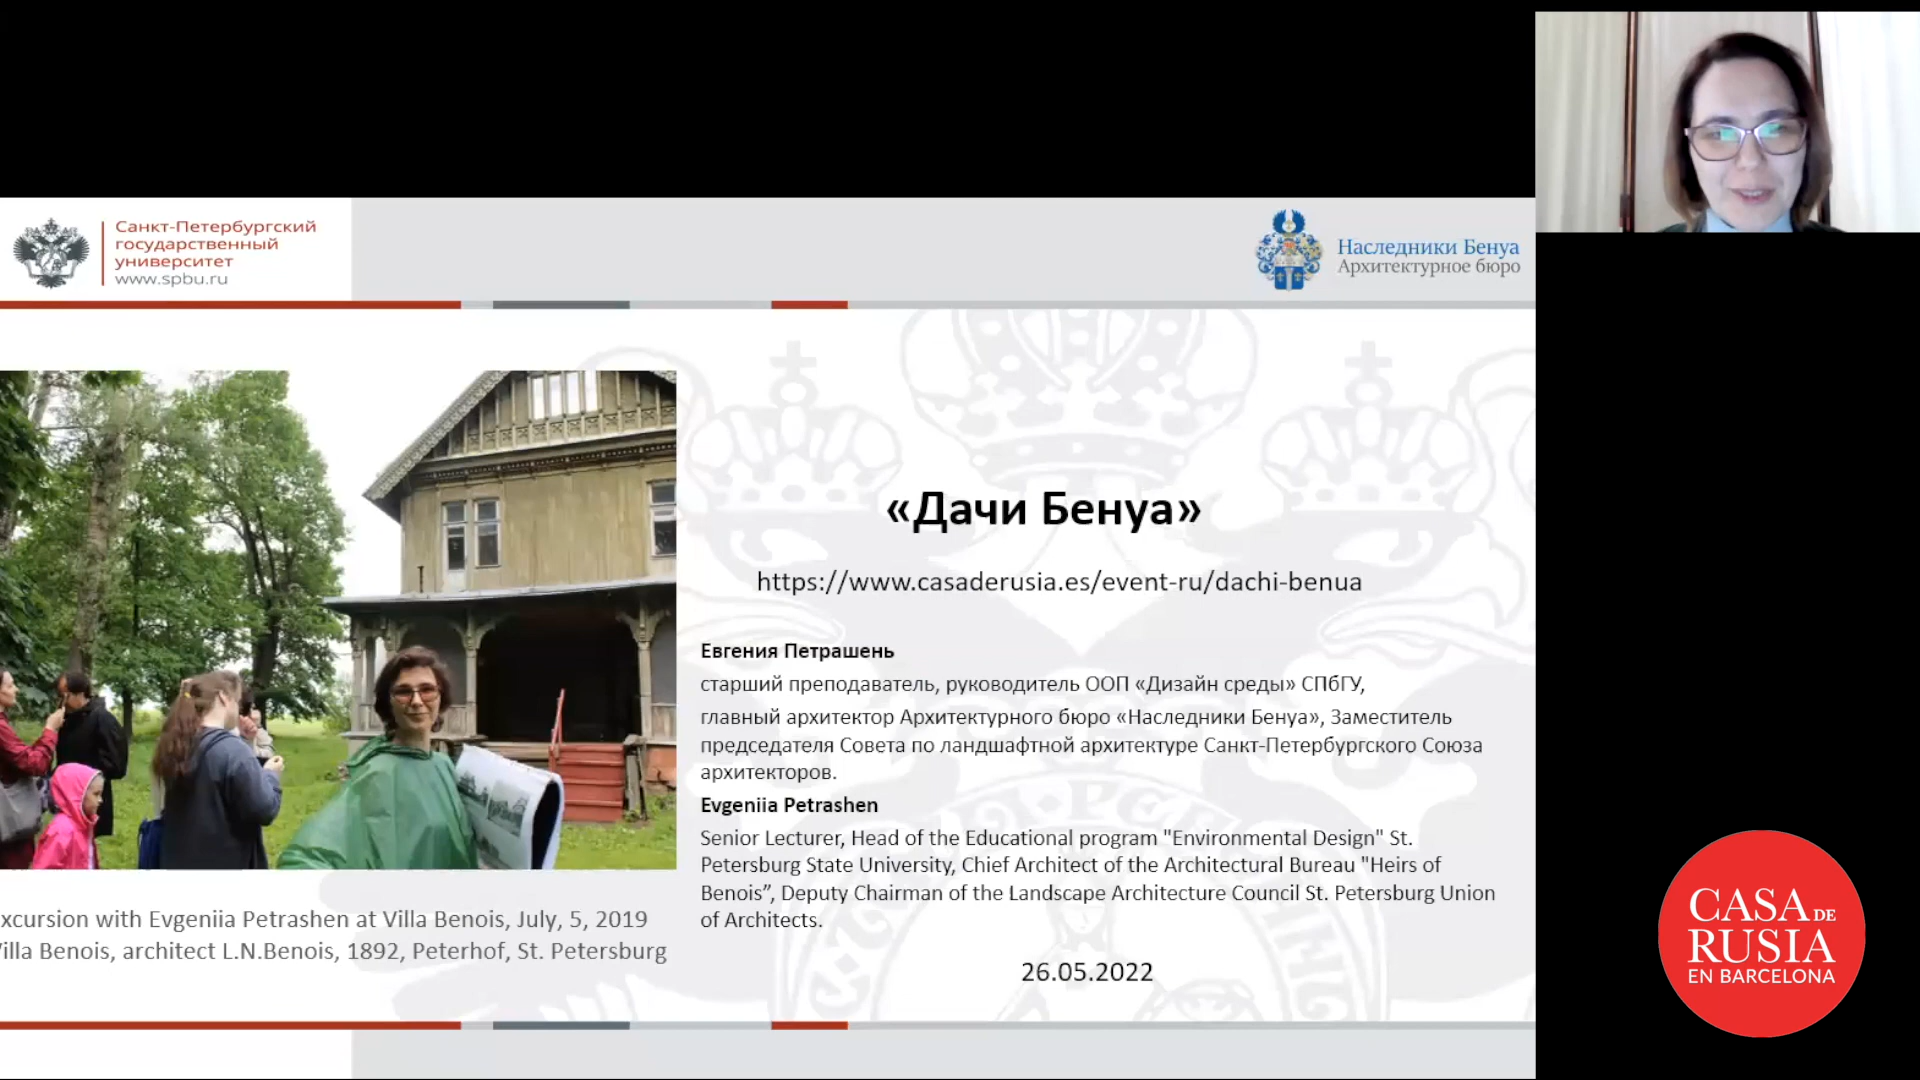 Санкт-Петербургский
государственный
университет
www.spbu.ru
Наследники Бенуа
Архитектурное бюро
«Дачи Бенуа»
https://www.casaderusia.es/event-ru/dachi-benua
Евгения Петрашень
старший преподаватель, руководитель ООП «Дизайн среды» СПбГУ,
главный архитектор Архитектурного бюро «Наследники Бенуа», Заместитель
председателя Совета по ландшафтной архитектуре Санкт-Петербургского Союза
архитекторов.
Evgeniia Petrashen
Senior Lecturer, Head of the Educational program "Environmental Design" St.
Petersburg State University, Chief Architect of the Architectural Bureau "Heirs of
Benois”, Deputy Chairman of the Landscape Architecture Council St. Petersburg Union
of Architects.
26.05.2022
xcursion with Evgeniia Petrashen at Villa Benois, July, 5, 2019
illa Benois, architect L.N.Benois, 1892, Peterhof, St. Petersburg
CASA DE
RUSIA
EN BARCELONA